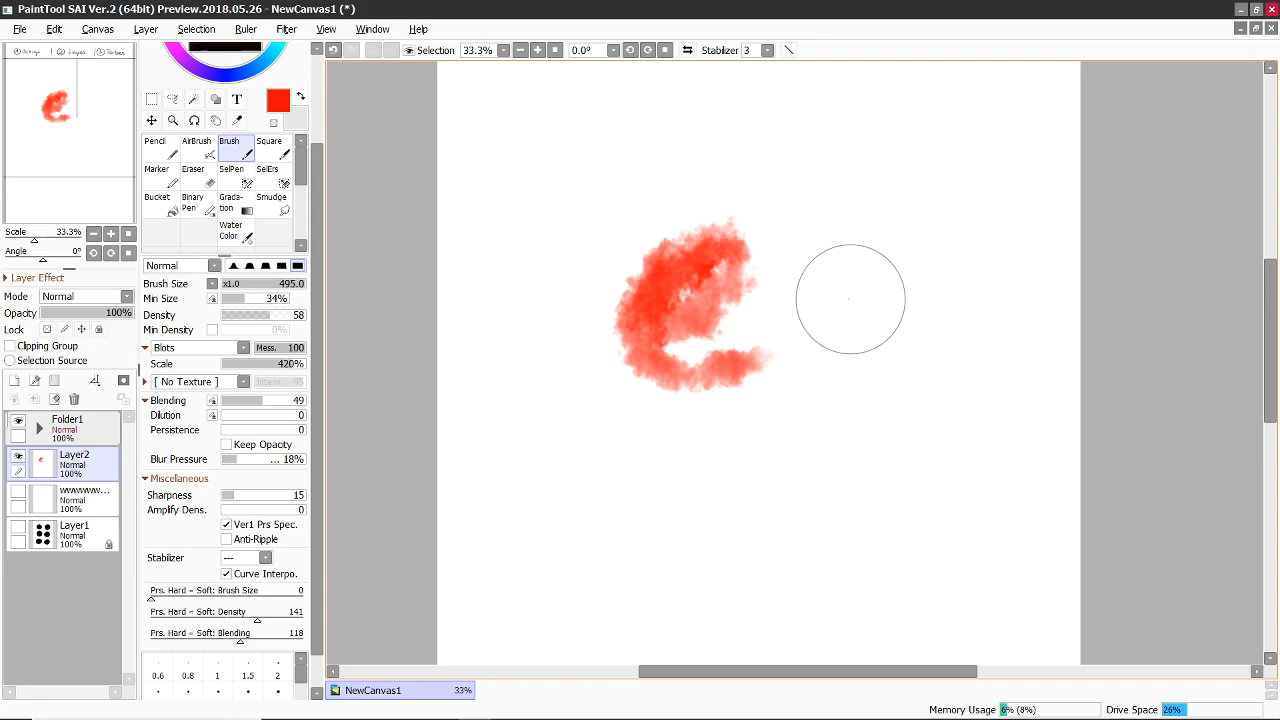 PaintTool SAI Ver.2 (64bit) Preview.2018.05.26 - NewCanvas1 (*)
File Edit Canvas Layer Selection Ruler Filter View Window Help
Selection 33.3% 0.0° Stabilizer 3
Scale 33.3%
Angle 0°
Layer Effect
Mode Normal
Opacity 100%
Lock
Clipping Group
Selection Source
Folder1
Normal
100%
Layer2
Normal
100%
wwwwww...
Normal
100%
Layer1
Normal
100%
T
Pencil AirBrush Brush Square
Marker Eraser SelPen SelErs
Bucket Binary Pen Grada-tion Smudge
Water Color
Normal
Brush Size x1.0 495.0
Min Size 34%
Density 58
Min Density 0%
Blots Mess. 100
Scale 420%
[ No Texture ] Intens. 95
Blending 49
Dilution 0
Persistence 0
Keep Opacity
Blur Pressure ... 18%
Miscellaneous
Sharpness 15
Amplify Dens. 0
Ver1 Prs Spec.
Anti-Ripple
Stabilizer ---
Curve Interpo.
Prs. Hard ⇔ Soft: Brush Size 0
Prs. Hard ⇔ Soft: Density 141
Prs. Hard ⇔ Soft: Blending 118
0.6 0.8 1 1.5 2
NewCanvas1 33%
Memory Usage 6% (8%) Drive Space 26%